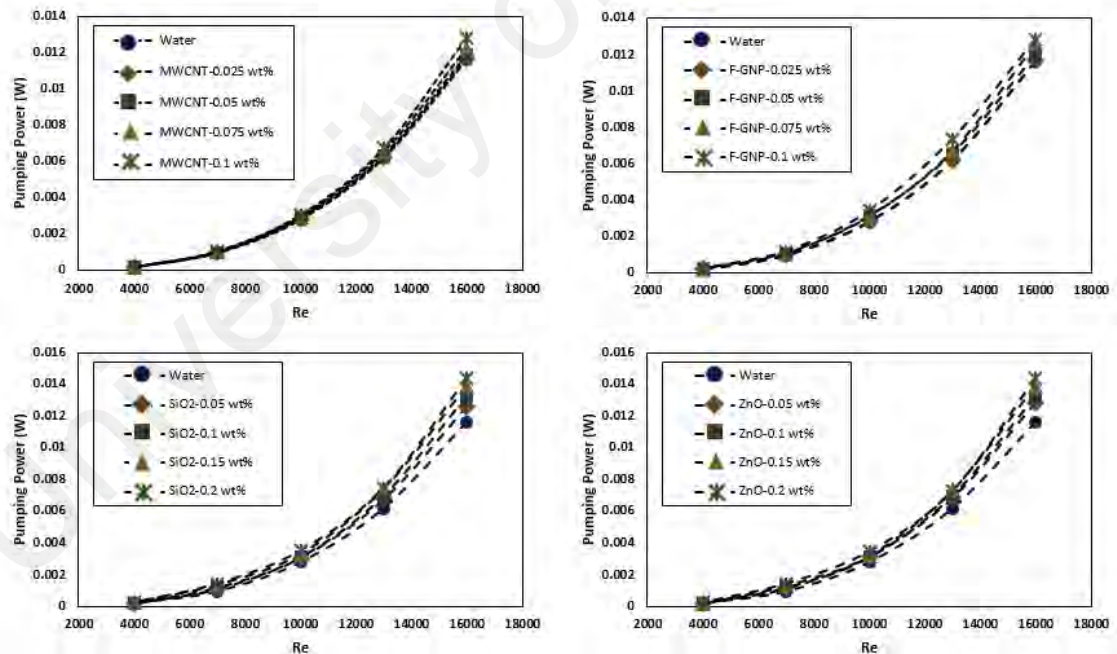 0.014
0.012
0.01
0.008
0.006
0.004
0.002
0
Pumping Power (W)
Water
MWCNT-0.025 wt%
MWCNT-0.05 wt%
MWCNT-0.075 wt%
MWCNT-0.1 wt%
2000 4000 6000 8000 10000 12000 14000 16000 18000
Re
0.014
0.012
0.01
0.008
0.006
0.004
0.002
0
Pumping Power (W)
Water
F-GNP-0.025 wt%
F-GNP-0.05 wt%
F-GNP-0.075 wt%
F-GNP-0.1 wt%
2000 4000 6000 8000 10000 12000 14000 16000 18000
Re
0.016
0.014
0.012
0.01
0.008
0.006
0.004
0.002
0
Pumping Power (W)
Water
SiO2-0.05 wt%
SiO2-0.1 wt%
SiO2-0.15 wt%
SiO2-0.2 wt%
2000 4000 6000 8000 10000 12000 14000 16000 18000
Re
0.016
0.014
0.012
0.01
0.008
0.006
0.004
0.002
0
Pumping Power (W)
Water
ZnO-0.05 wt%
ZnO-0.1 wt%
ZnO-0.15 wt%
ZnO-0.2 wt%
2000 4000 6000 8000 10000 12000 14000 16000 18000
Re
University o